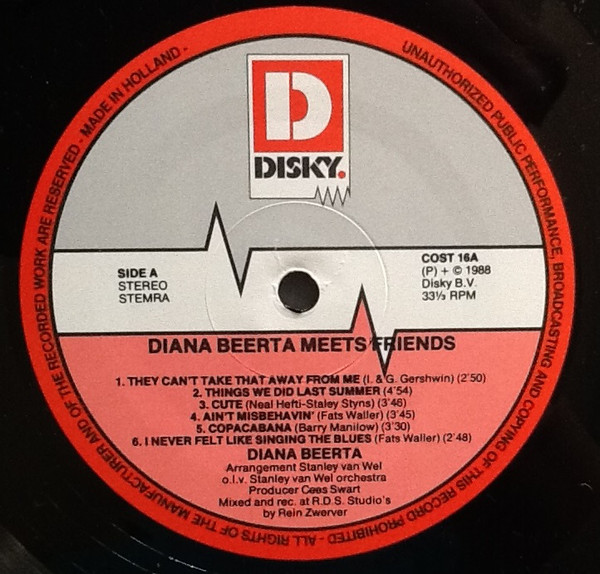 UNAUTHORIZED PUBLIC PERFORMANCE, BROADCASTING AND COPYING OF THIS RECORD PROHIBITED - ALL RIGHTS OF THE MANUFACTURER AND OF THE RECORDED WORK ARE RESERVED - MADE IN HOLLAND -
D
DISKY.
SIDE A
STEREO
STEMRA
COST 16A
(P) + © 1988
Disky B.V.
33⅓ RPM
DIANA BEERTA MEETS FRIENDS
1. THEY CAN'T TAKE THAT AWAY FROM ME (I. & G. Gershwin) (2'50)
2. THINGS WE DID LAST SUMMER (4'54)
3. CUTE (Neal Hefti-Staley Styns) (3'46)
4. AIN'T MISBEHAVIN' (Fats Waller) (3'45)
5. COPACABANA (Barry Manilow) (3'30)
6. I NEVER FELT LIKE SINGING THE BLUES (Fats Waller) (2'48)
DIANA BEERTA
Arrangement Stanley van Wel
o.l.v. Stanley van Wel orchestra
Producer Cees Swart
Mixed and rec. at R.D.S. Studio's
by Rein Zwerver